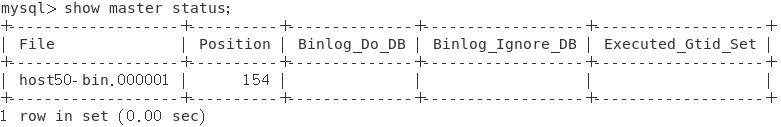 mysql> show master status;
+--------------------+----------+--------------+------------------+-------------------+
| File | Position | Binlog_Do_DB | Binlog_Ignore_DB | Executed_Gtid_Set |
+--------------------+----------+--------------+------------------+-------------------+
| host50-bin.000001 | 154 | | | |
+--------------------+----------+--------------+------------------+-------------------+
1 row in set (0.00 sec)